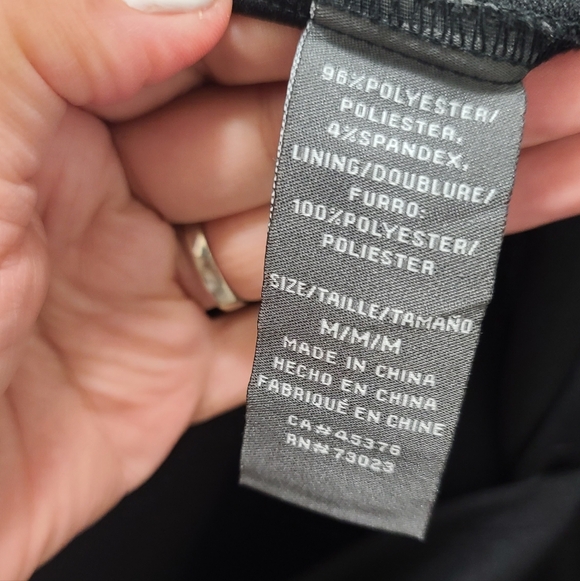 96%POLYESTER/
POLIESTER,
4%SPANDEX,
LINING/DOUBLURE/
FURRO:
100%POLYESTER/
POLIESTER
SIZE/TAILLE/TAMAÑO
M/M/M
MADE IN CHINA
HECHO EN CHINA
FABRIQUÉ EN CHINE
CA#45376
RN#73023